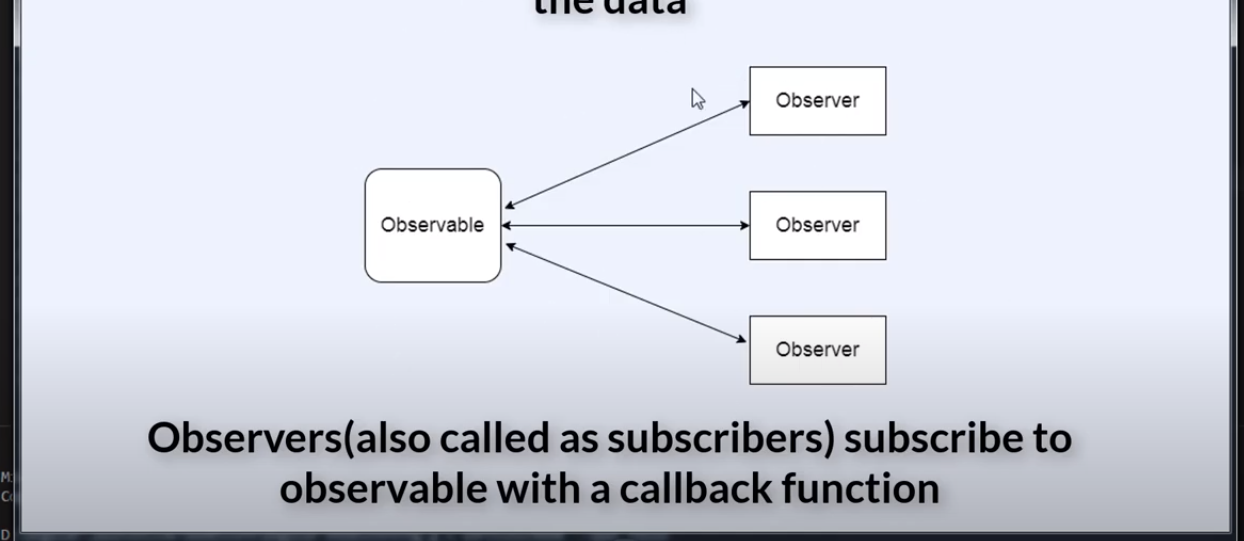 the data
Observer
Observable
Observer
Observer
Observers(also called as subscribers) subscribe to
observable with a callback function